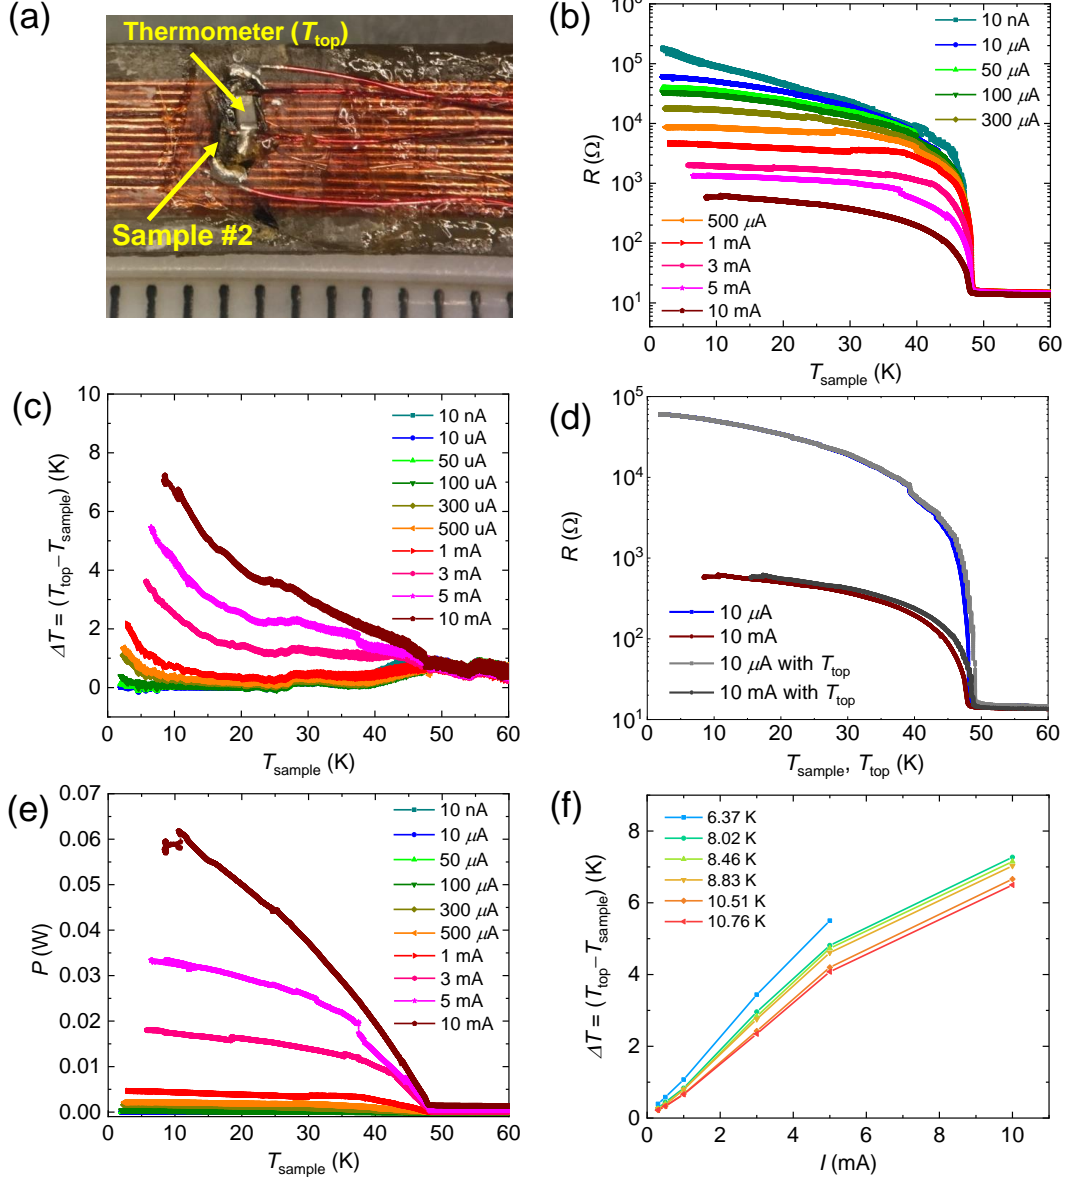 (a)
Thermometer (T_top)
Sample #2
(b)
10^6
10^5
10^4
10^3
10^2
10^1
R (Ω)
10 nA
10 μA
50 μA
100 μA
300 μA
500 μA
1 mA
3 mA
5 mA
10 mA
0 10 20 30 40 50 60
T_sample (K)
(c)
10
8
6
4
2
0
ΔT = (T_top−T_sample) (K)
10 nA
10 uA
50 uA
100 uA
300 uA
500 uA
1 mA
3 mA
5 mA
10 mA
0 10 20 30 40 50 60
T_sample (K)
(d)
10^5
10^4
10^3
10^2
10^1
R (Ω)
10 μA
10 mA
10 μA with T_top
10 mA with T_top
0 10 20 30 40 50 60
T_sample, T_top (K)
(e)
0.07
0.06
0.05
0.04
0.03
0.02
0.01
0.00
P (W)
10 nA
10 μA
50 μA
100 μA
300 μA
500 μA
1 mA
3 mA
5 mA
10 mA
0 10 20 30 40 50 60
T_sample (K)
(f)
8
6
4
2
0
ΔT = (T_top−T_sample) (K)
6.37 K
8.02 K
8.46 K
8.83 K
10.51 K
10.76 K
0 2 4 6 8 10
I (mA)